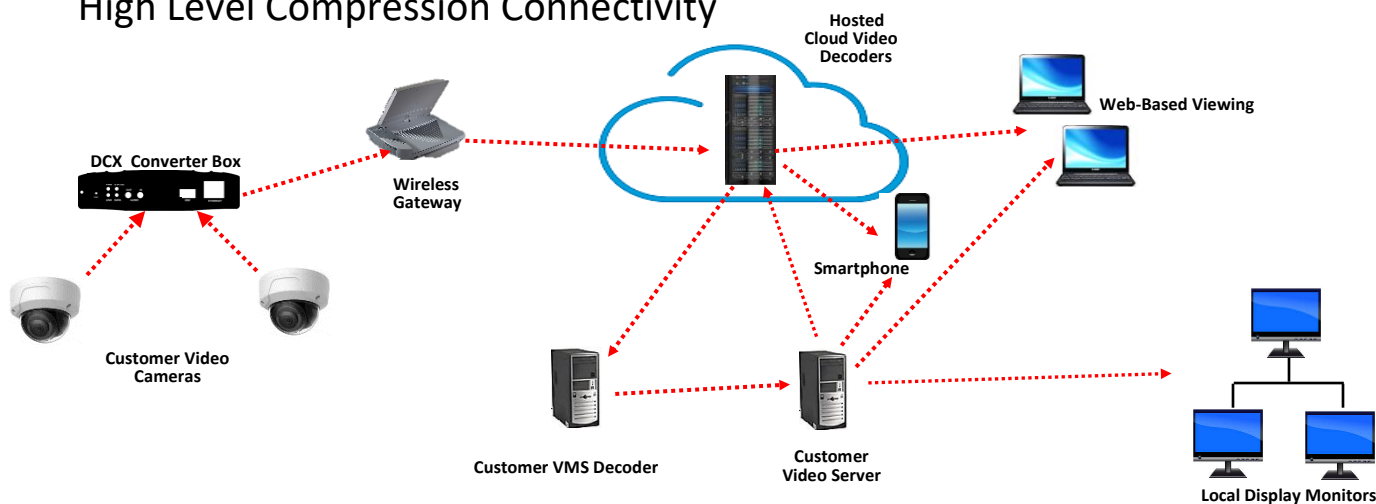 High Level Compression Connectivity
Hosted
Cloud Video
Decoders
Web-Based Viewing
DCX Converter Box
Wireless
Gateway
Smartphone
Customer Video
Cameras
Customer VMS Decoder
Customer
Video Server
Local Display Monitors